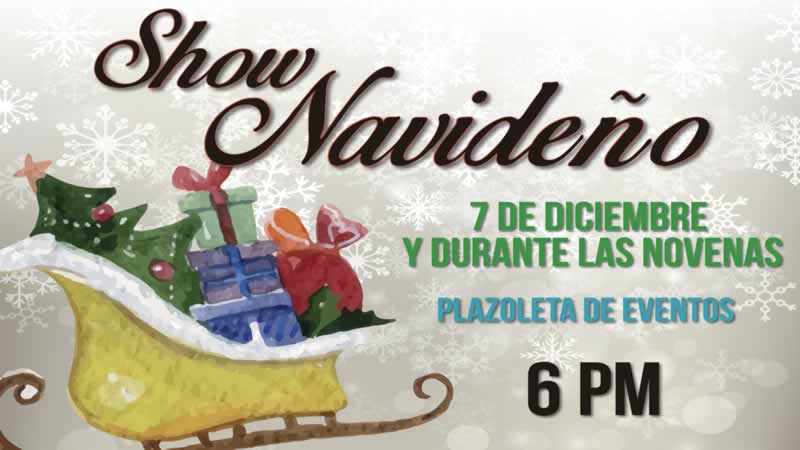 Show
Navideño
7 DE DICIEMBRE
Y DURANTE LAS NOVENAS
PLAZOLETA DE EVENTOS
6 PM